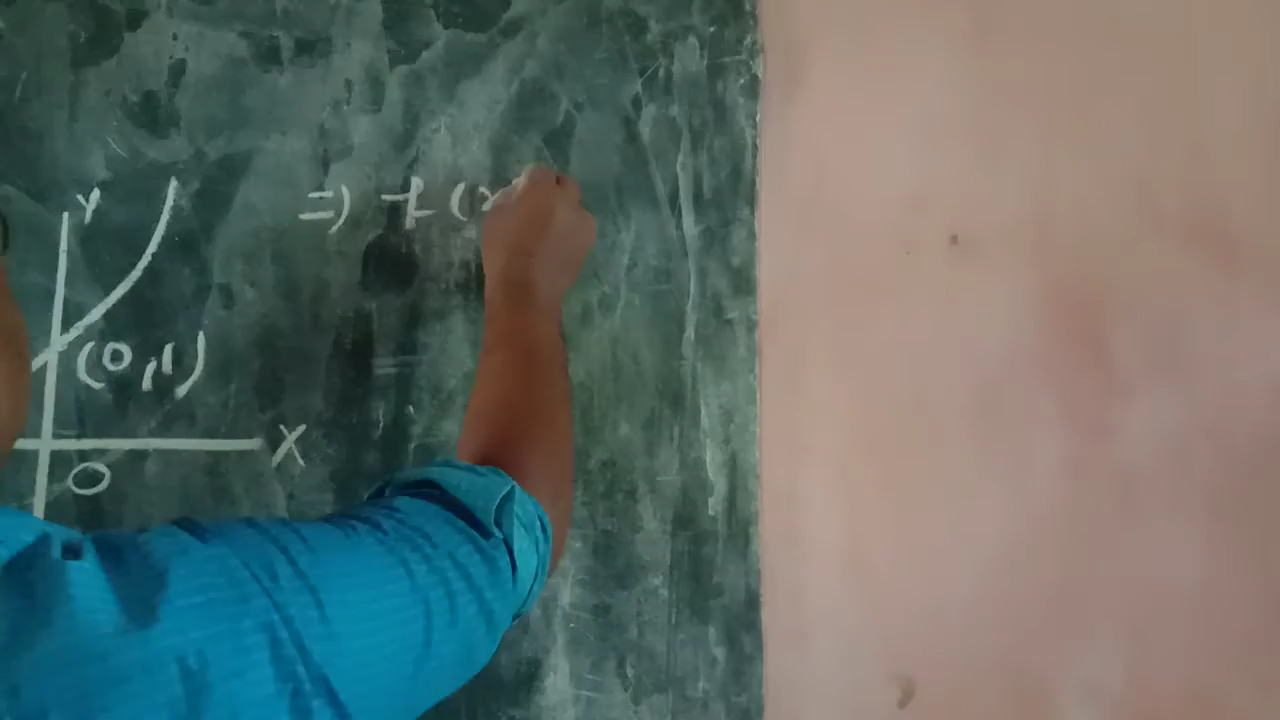 Y
⇒ f(x
(0,1)
X
O